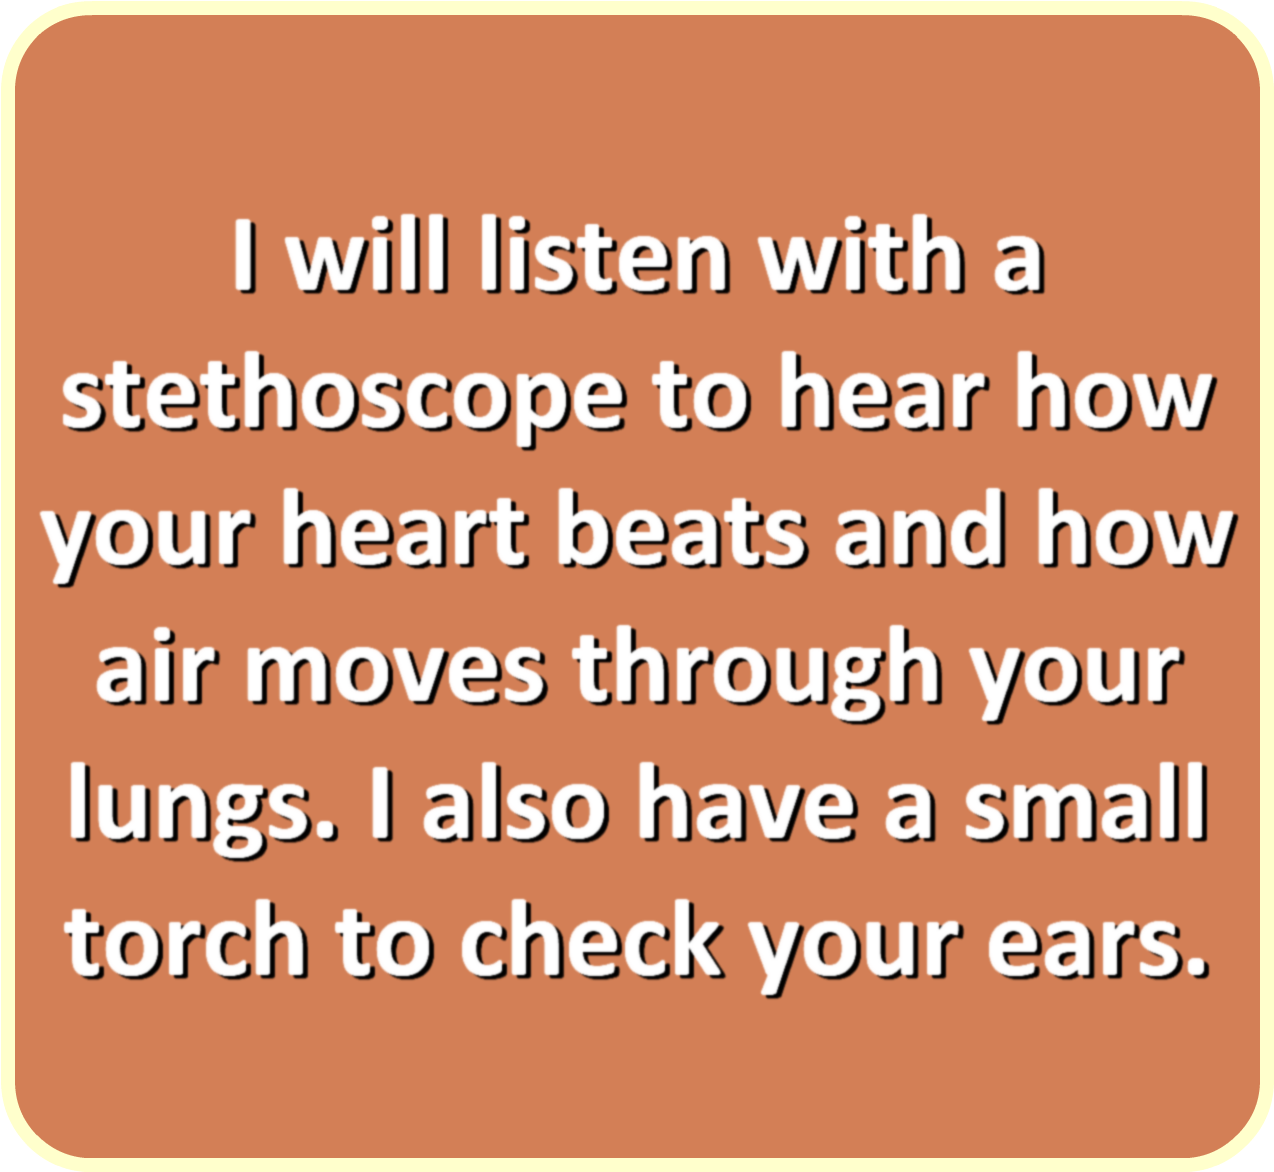 I will listen with a
stethoscope to hear how
your heart beats and how
air moves through your
lungs. I also have a small
torch to check your ears.